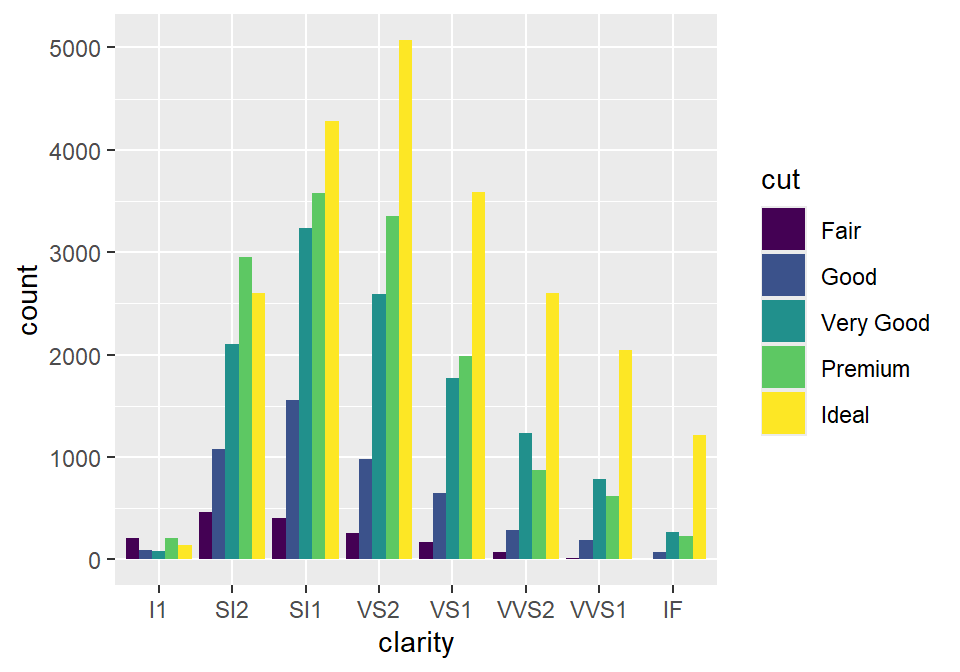 5000
4000
3000
2000
1000
0
count
I1 SI2 SI1 VS2 VS1 VVS2 VVS1 IF
clarity
cut
Fair
Good
Very Good
Premium
Ideal